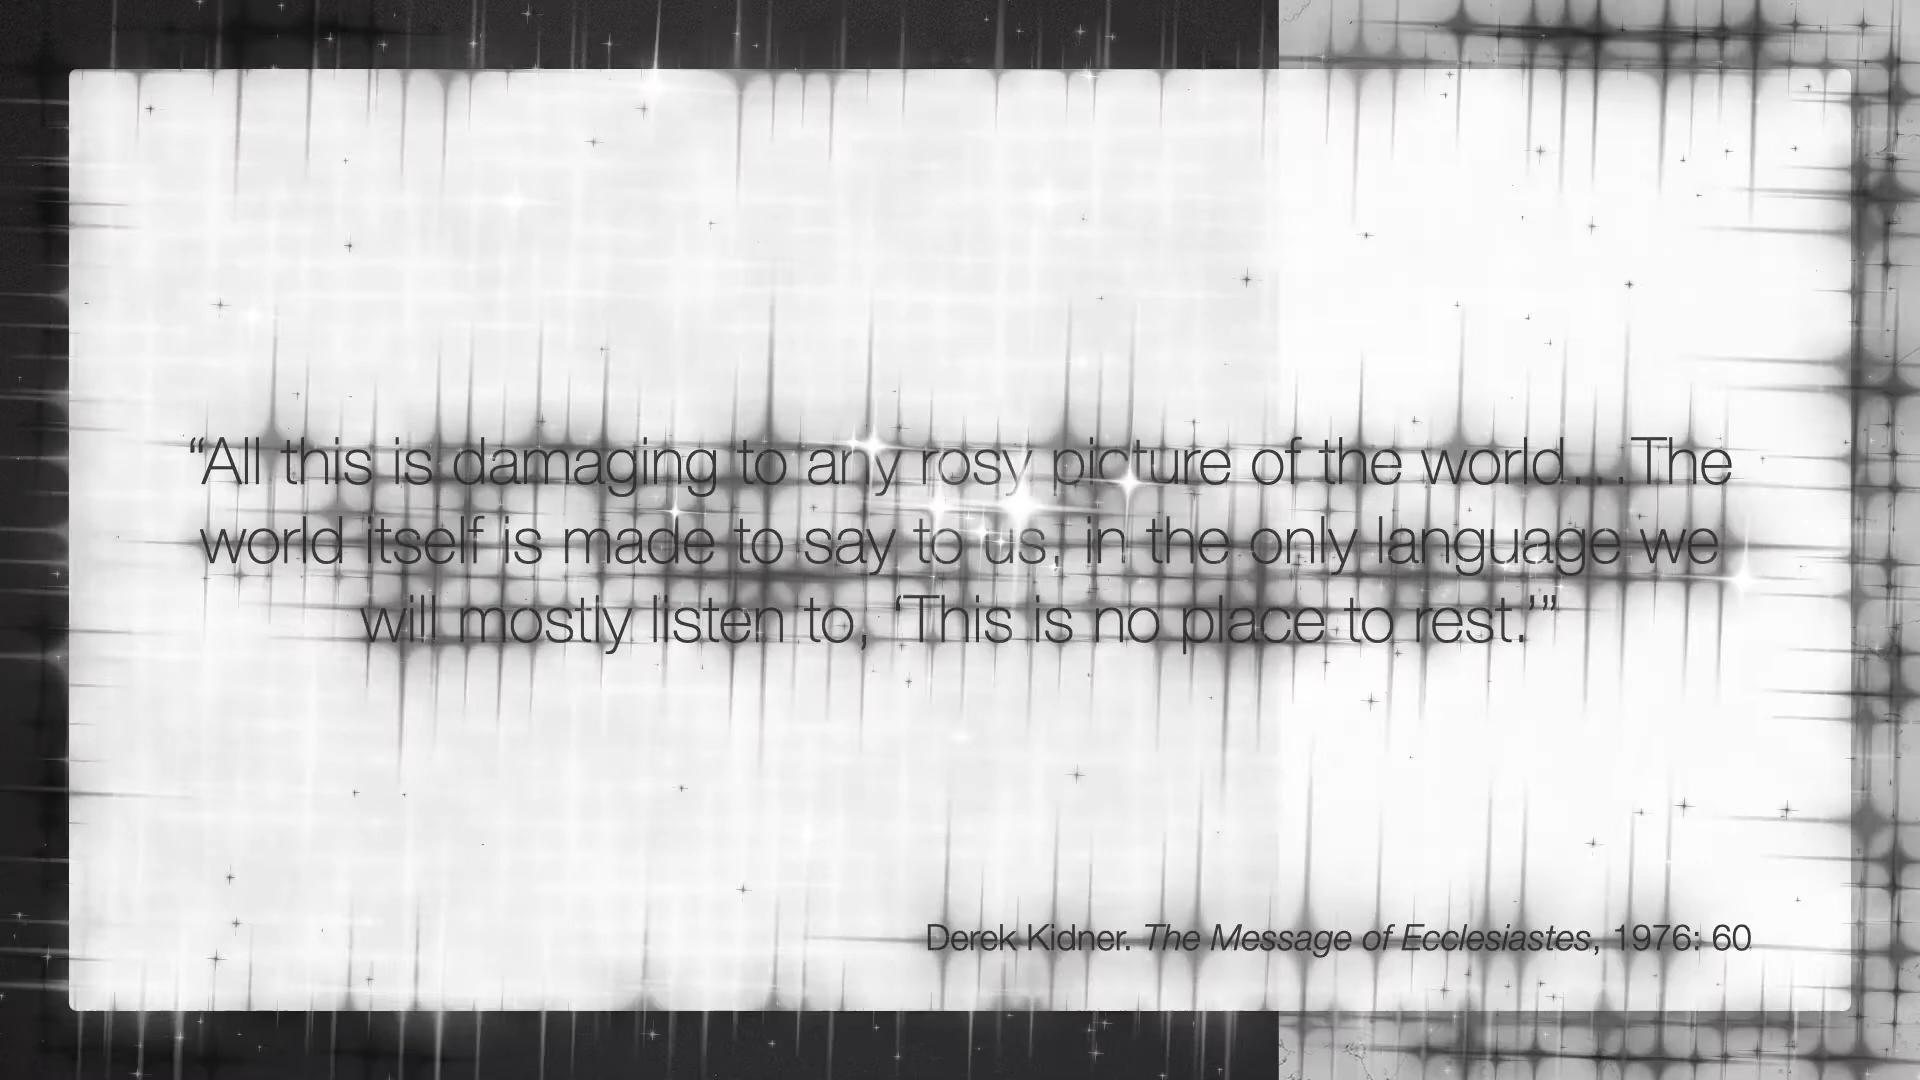 “All this is damaging to any rosy picture of the world….The
world itself is made to say to us, in the only language we
will mostly listen to, ‘This is no place to rest.’”
Derek Kidner. The Message of Ecclesiastes, 1976: 60